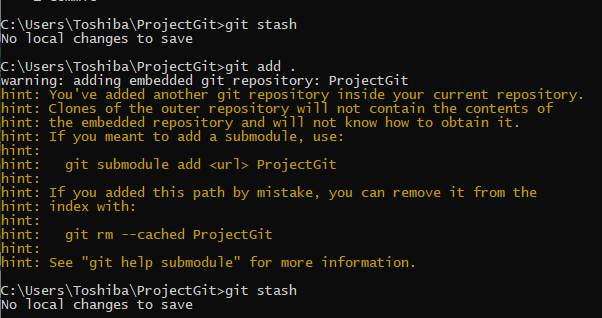 C:\Users\Toshiba\ProjectGit>git stash
No local changes to save
C:\Users\Toshiba\ProjectGit>git add .
warning: adding embedded git repository: ProjectGit
hint: You've added another git repository inside your current repository.
hint: Clones of the outer repository will not contain the contents of
hint: the embedded repository and will not know how to obtain it.
hint: If you meant to add a submodule, use:
hint:
hint:   git submodule add <url> ProjectGit
hint:
hint: If you added this path by mistake, you can remove it from the
hint: index with:
hint:
hint:   git rm --cached ProjectGit
hint:
hint: See "git help submodule" for more information.
C:\Users\Toshiba\ProjectGit>git stash
No local changes to save